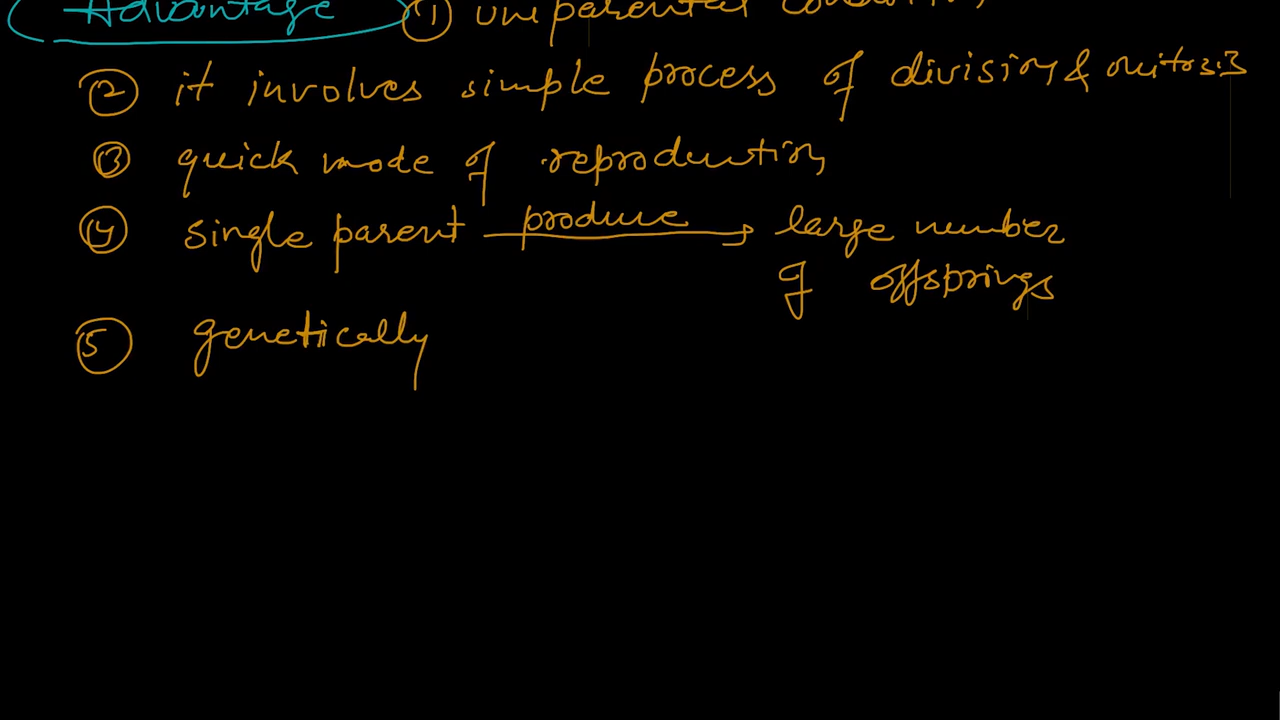 Advantage ① uniparental condition,
② it involves simple process of division & mitosis
③ quick mode of reproduction
④ single parent produce → large number
of offsprings
⑤ genetically